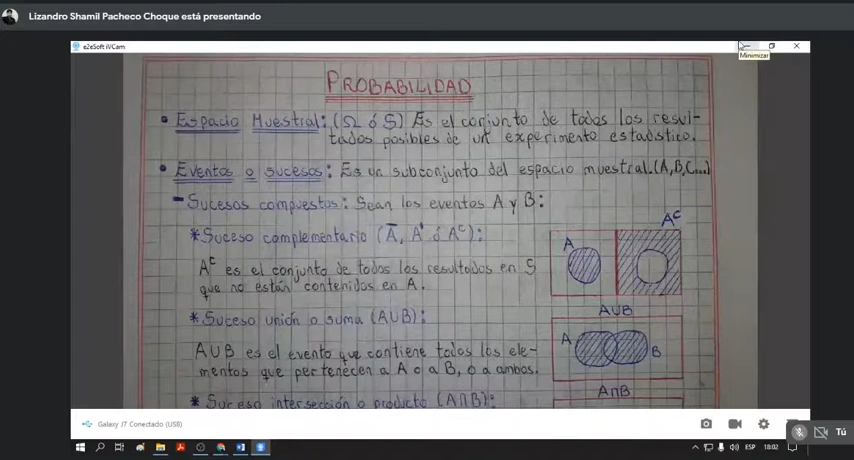 Lizandro Shamil Pacheco Choque está presentando
e2eSoft iVCam
Minimizar
PROBABILIDAD
• Espacio Muestral: (Ω ó S) Es el conjunto de todos los resul-
tados posibles de un experimento estadístico.
• Eventos o sucesos: Es un subconjunto del espacio muestral. (A,B,C...)
- Sucesos compuestos: Sean los eventos A y B:
* Suceso complementario (A̅, A' ó Aᶜ):
Aᶜ es el conjunto de todos los resultados en S
que no están contenidos en A.
A
Aᶜ
* Suceso unión o suma (A∪B):
A∪B es el evento que contiene todos los ele-
mentos que pertenecen a A o a B, o a ambos.
A∪B
A
B
* Suceso intersección o producto (A∩B):
A∩B
Galaxy J7 Conectado (USB)
Tú
ESP
18:02